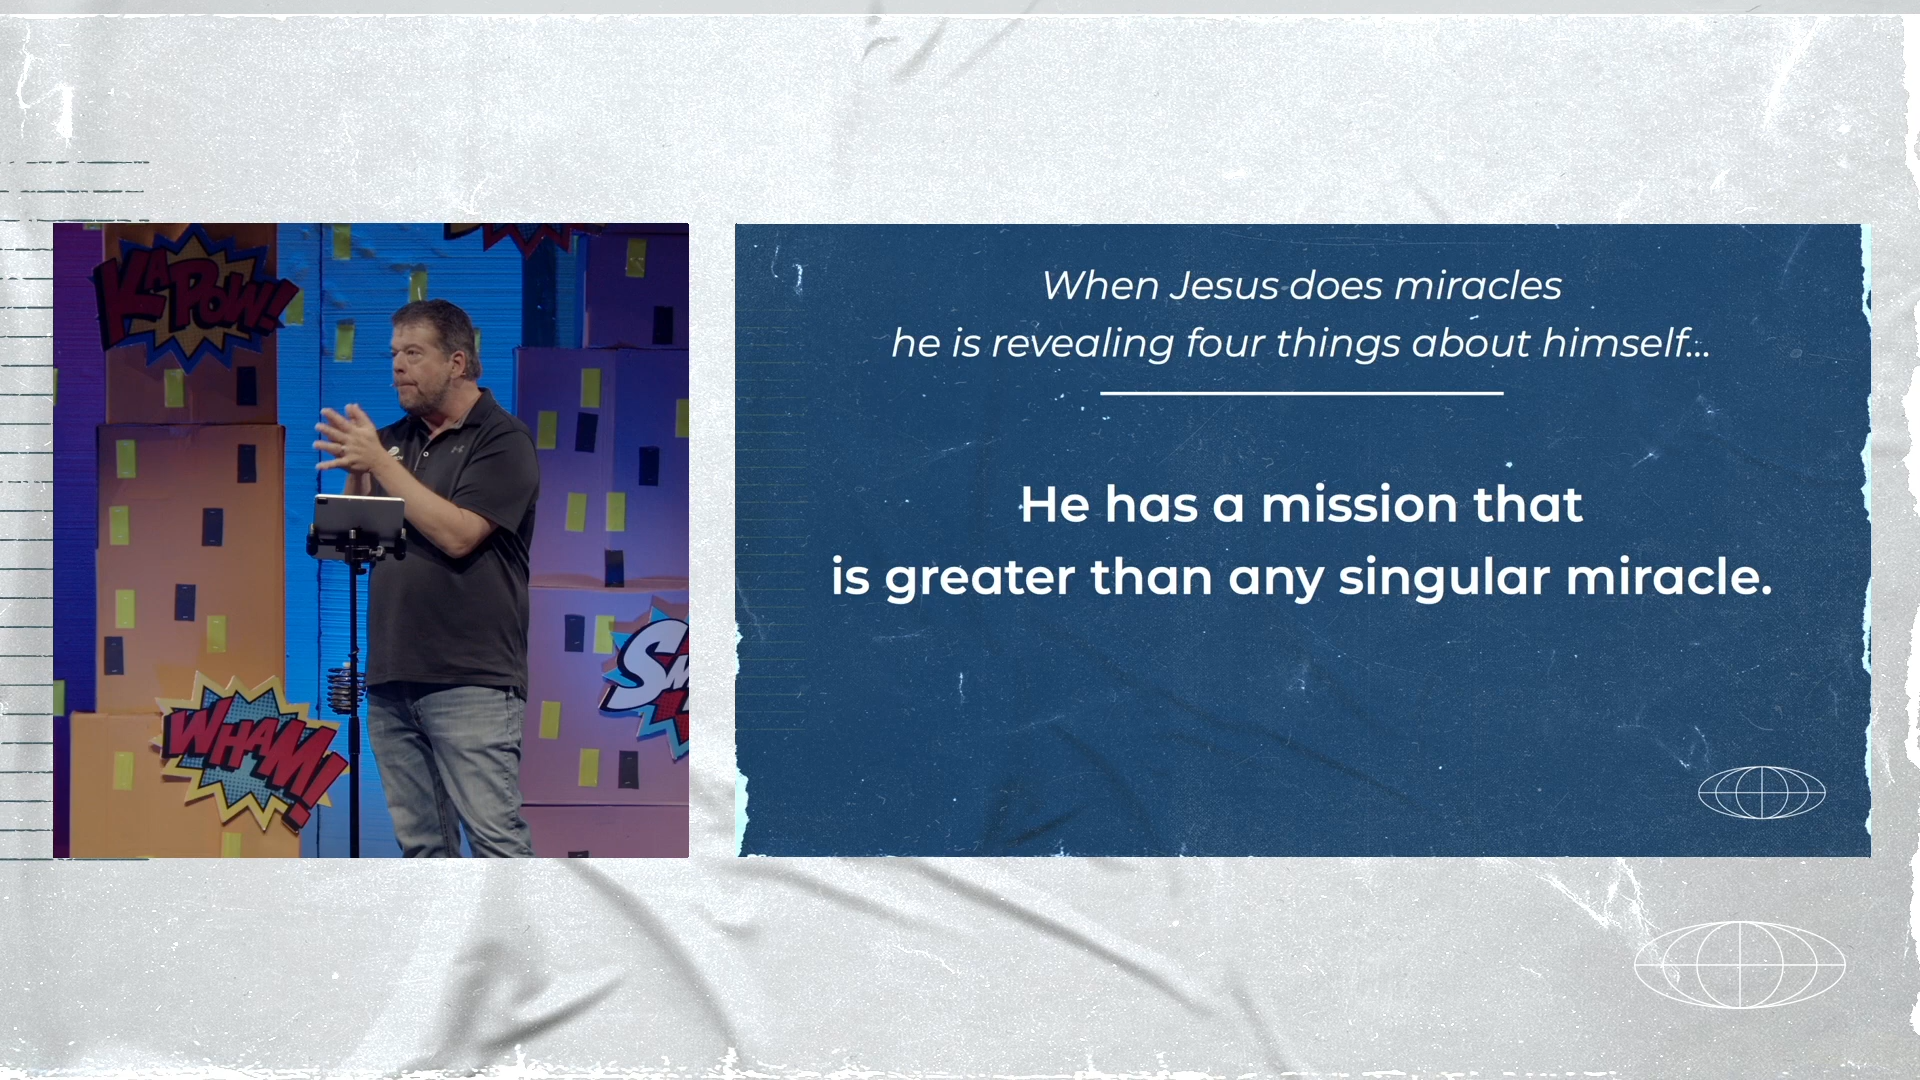 KAPOW!
WHAM!
When Jesus does miracles
he is revealing four things about himself...
He has a mission that
is greater than any singular miracle.